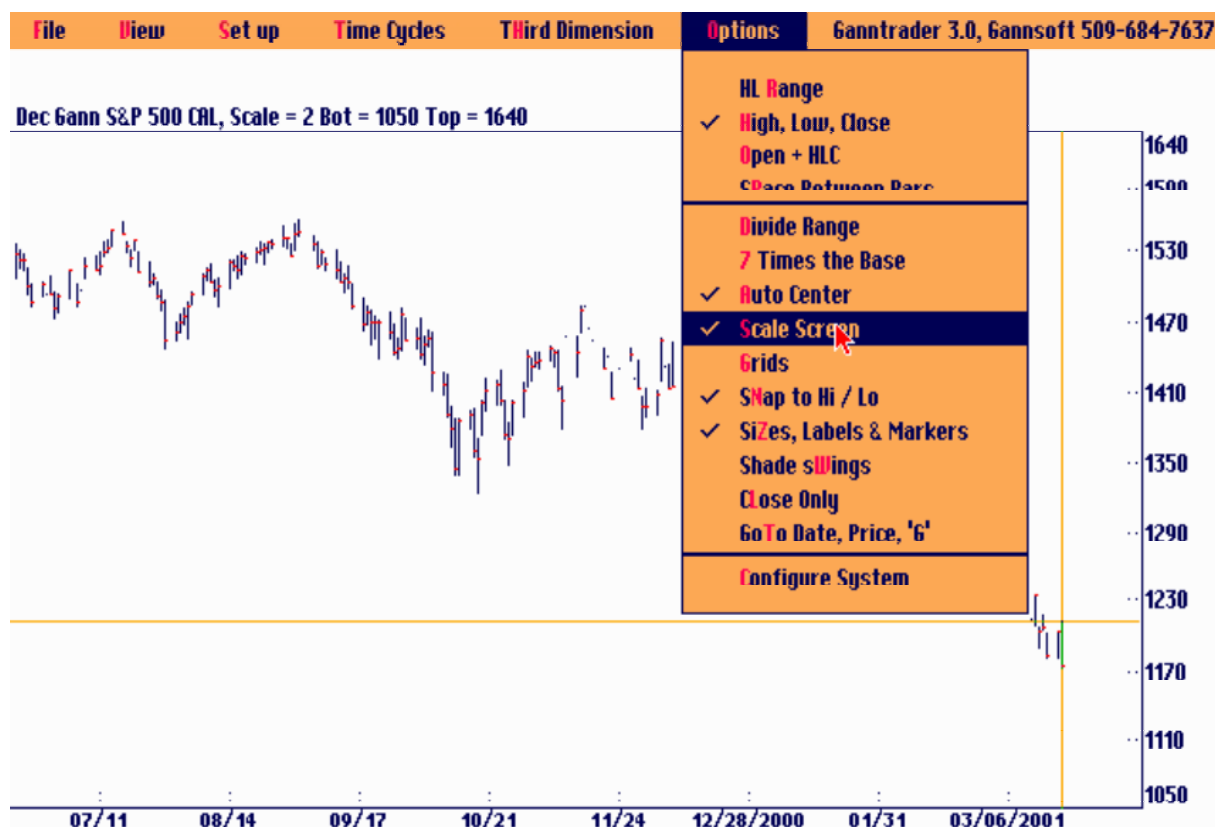 File View Set up Time Cycles THird Dimension Options Ganntrader 3.0, Gannsoft 509-684-7637
HL Range
Dec Gann S&P 500 CAL, Scale = 2 Bot = 1050 Top = 1640
✓ High, Low, Close
Open + HLC
SPace Between Bars
Divide Range
7 Times the Base
✓ Auto Center
✓ Scale Screen
Grids
✓ SNap to Hi / Lo
✓ SiZes, Labels & Markers
Shade sWings
CLose Only
GoTo Date, Price, 'G'
Configure System
1640
1590
1530
1470
1410
1350
1290
1230
1170
1110
1050
07/11 08/14 09/17 10/21 11/24 12/28/2000 01/31 03/06/2001